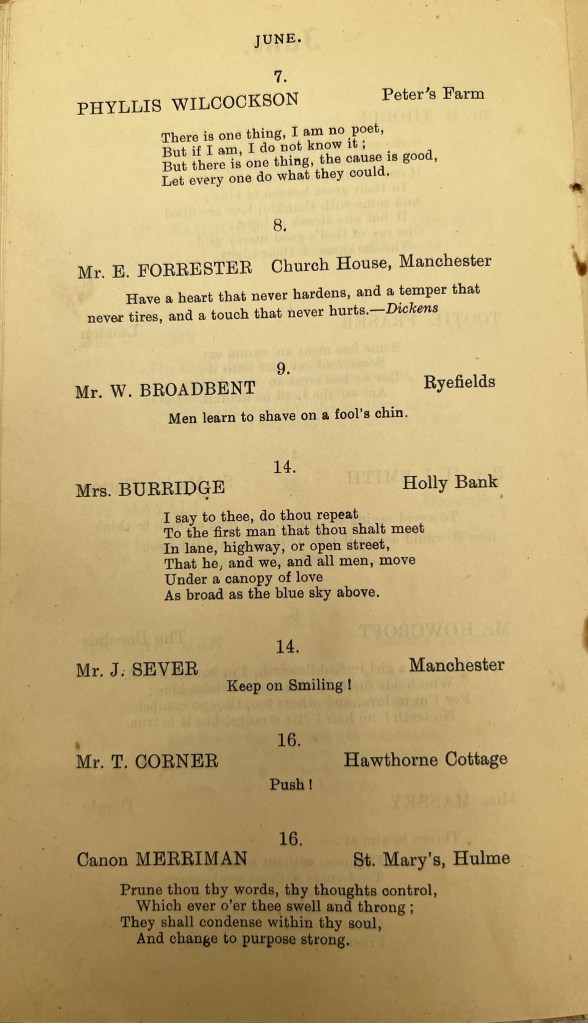 JUNE.
7.
PHYLLIS WILCOCKSON Peter's Farm
There is one thing, I am no poet,
But if I am, I do not know it;
But there is one thing, the cause is good,
Let every one do what they could.
8.
Mr. E. FORRESTER Church House, Manchester
Have a heart that never hardens, and a temper that
never tires, and a touch that never hurts.—Dickens
9.
Mr. W. BROADBENT Ryefields
Men learn to shave on a fool's chin.
14.
Mrs. BURRIDGE Holly Bank
I say to thee, do thou repeat
To the first man that thou shalt meet
In lane, highway, or open street,
That he, and we, and all men, move
Under a canopy of love
As broad as the blue sky above.
14.
Mr. J. SEVER Manchester
Keep on Smiling!
16.
Mr. T. CORNER Hawthorne Cottage
Push!
16.
Canon MERRIMAN St. Mary's, Hulme
Prune thou thy words, thy thoughts control,
Which ever o'er thee swell and throng;
They shall condense within thy soul,
And change to purpose strong.